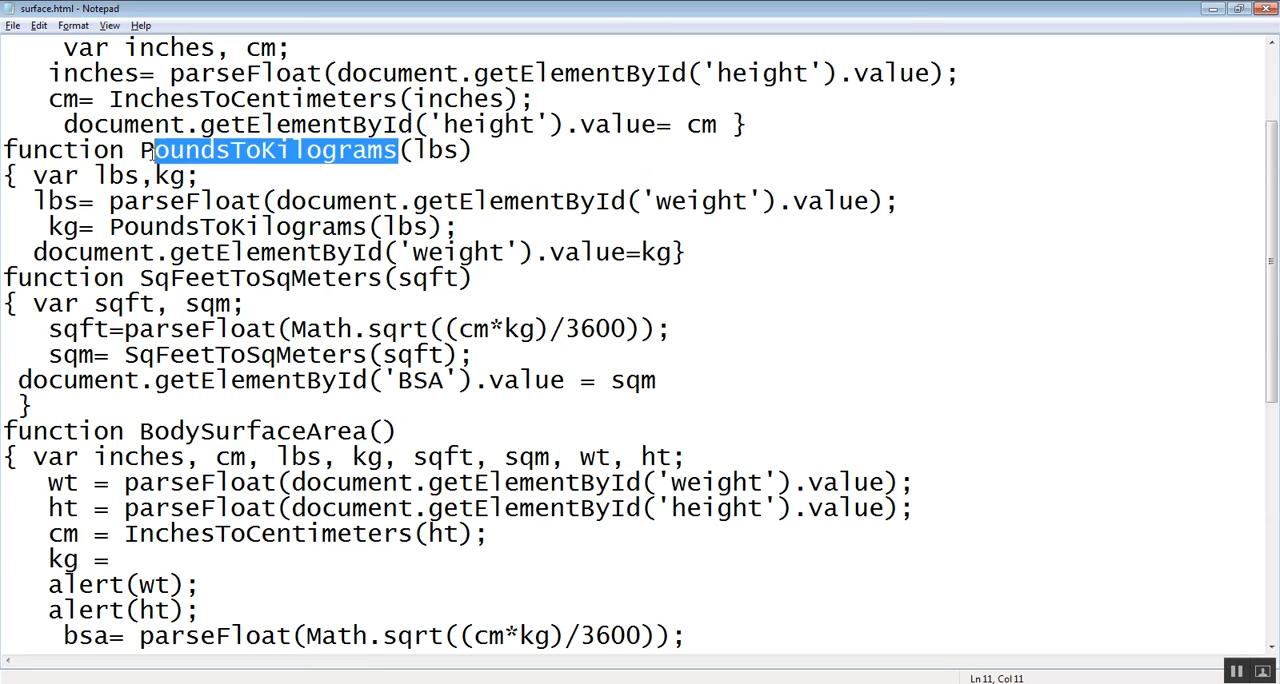 surface.html - Notepad
File Edit Format View Help
var inches, cm;
inches= parseFloat(document.getElementById('height').value);
cm= InchesToCentimeters(inches);
document.getElementById('height').value= cm }
function PoundsToKilograms(lbs)
{ var lbs,kg;
lbs= parseFloat(document.getElementById('weight').value);
kg= PoundsToKilograms(lbs);
document.getElementById('weight').value=kg}
function SqFeetToSqMeters(sqft)
{ var sqft, sqm;
sqft=parseFloat(Math.sqrt((cm*kg)/3600));
sqm= SqFeetToSqMeters(sqft);
document.getElementById('BSA').value = sqm
}
function BodySurfaceArea()
{ var inches, cm, lbs, kg, sqft, sqm, wt, ht;
wt = parseFloat(document.getElementById('weight').value);
ht = parseFloat(document.getElementById('height').value);
cm = InchesToCentimeters(ht);
kg =
alert(wt);
alert(ht);
bsa= parseFloat(Math.sqrt((cm*kg)/3600));
Ln 11, Col 11